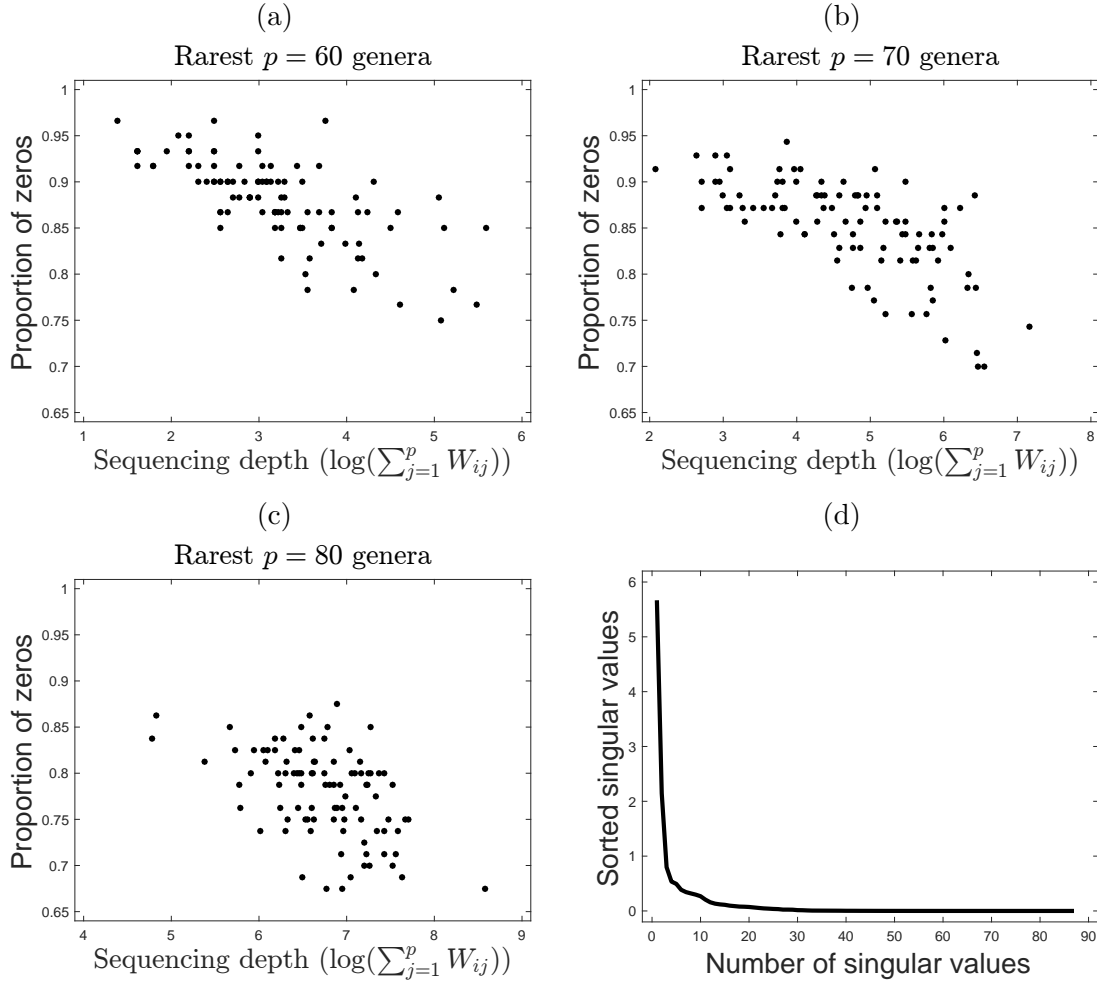 (a)
Rarest p = 60 genera
1
0.95
0.9
0.85
0.8
0.75
0.7
0.65
Proportion of zeros
1 2 3 4 5 6
Sequencing depth (log(∑_{j=1}^{p} W_{ij}))
(b)
Rarest p = 70 genera
1
0.95
0.9
0.85
0.8
0.75
0.7
0.65
Proportion of zeros
2 3 4 5 6 7 8
Sequencing depth (log(∑_{j=1}^{p} W_{ij}))
(c)
Rarest p = 80 genera
1
0.95
0.9
0.85
0.8
0.75
0.7
0.65
Proportion of zeros
4 5 6 7 8 9
Sequencing depth (log(∑_{j=1}^{p} W_{ij}))
(d)
6
5
4
3
2
1
0
Sorted singular values
0 10 20 30 40 50 60 70 80 90
Number of singular values